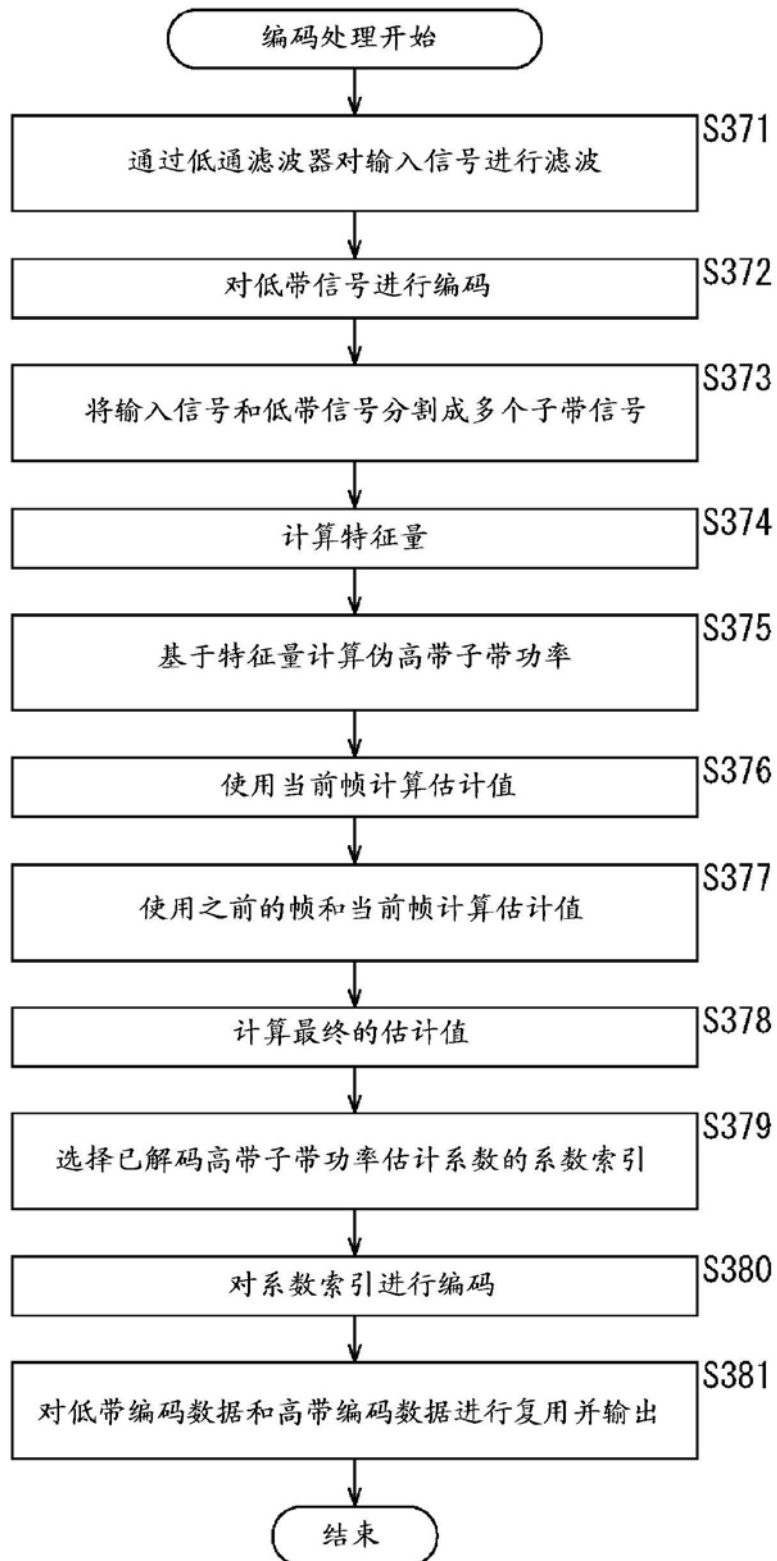 编码处理开始
S371
通过低通滤波器对输入信号进行滤波
S372
对低带信号进行编码
S373
将输入信号和低带信号分割成多个子带信号
S374
计算特征量
S375
基于特征量计算伪高带子带功率
S376
使用当前帧计算估计值
S377
使用之前的帧和当前帧计算估计值
S378
计算最终的估计值
S379
选择已解码高带子带功率估计系数的系数索引
S380
对系数索引进行编码
S381
对低带编码数据和高带编码数据进行复用并输出
结束